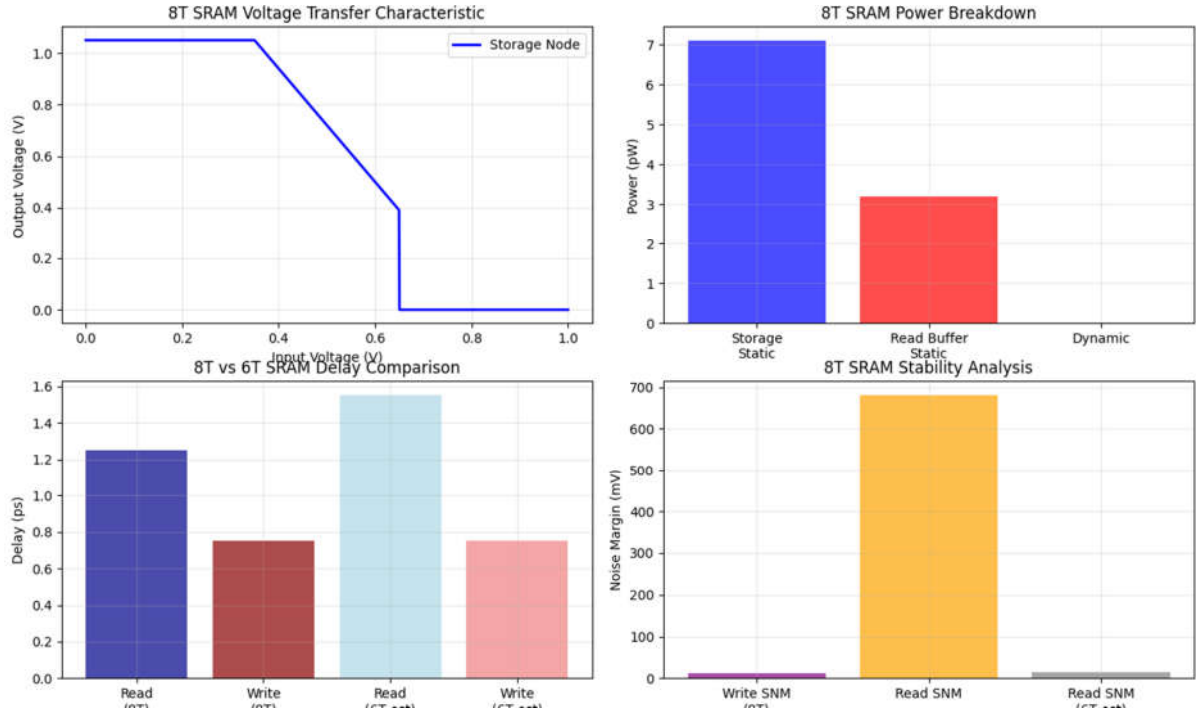 8T SRAM Voltage Transfer Characteristic
Output Voltage (V)
1.0
0.8
0.6
0.4
0.2
0.0
Storage Node
0.0 0.2 0.4 0.6 0.8 1.0
Input Voltage (V)
8T SRAM Power Breakdown
Power (pW)
7
6
5
4
3
2
1
0
Storage Read Buffer Dynamic
Static Static
8T vs 6T SRAM Delay Comparison
Delay (ps)
1.6
1.4
1.2
1.0
0.8
0.6
0.4
0.2
0.0
Read Write Read Write
8T SRAM Stability Analysis
Noise Margin (mV)
700
600
500
400
300
200
100
0
Write SNM Read SNM Read SNM